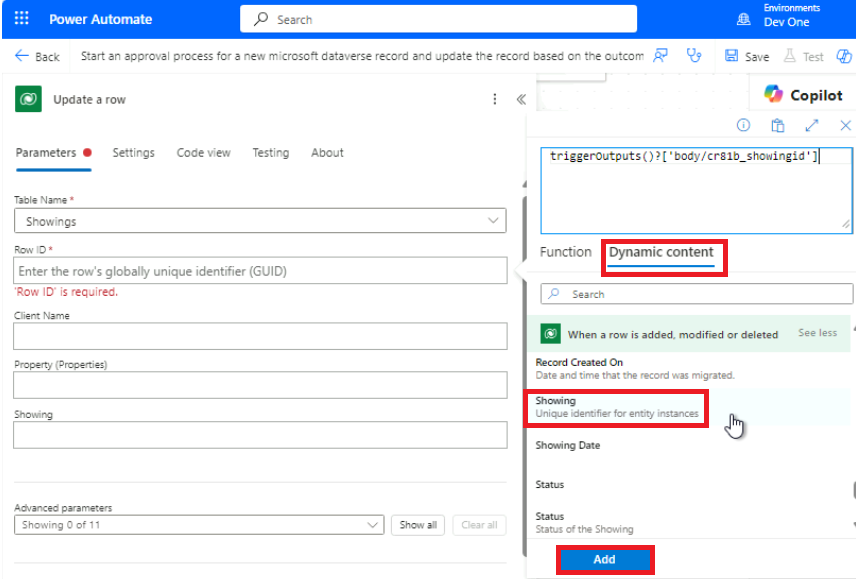 Power Automate
Search
Environments
Dev One
Back
Start an approval process for a new microsoft dataverse record and update the record based on the outcom
Save
Test
Update a row
Copilot
Parameters
Settings
Code view
Testing
About
triggerOutputs()?['body/cr81b_showingid']
Table Name *
Showings
Row ID *
Enter the row's globally unique identifier (GUID)
'Row ID' is required.
Client Name
Property (Properties)
Showing
Advanced parameters
Showing 0 of 11
Show all
Clear all
Function
Dynamic content
Search
When a row is added, modified or deleted
See less
Record Created On
Date and time that the record was migrated.
Showing
Unique identifier for entity instances
Showing Date
Status
Status
Status of the Showing
Add